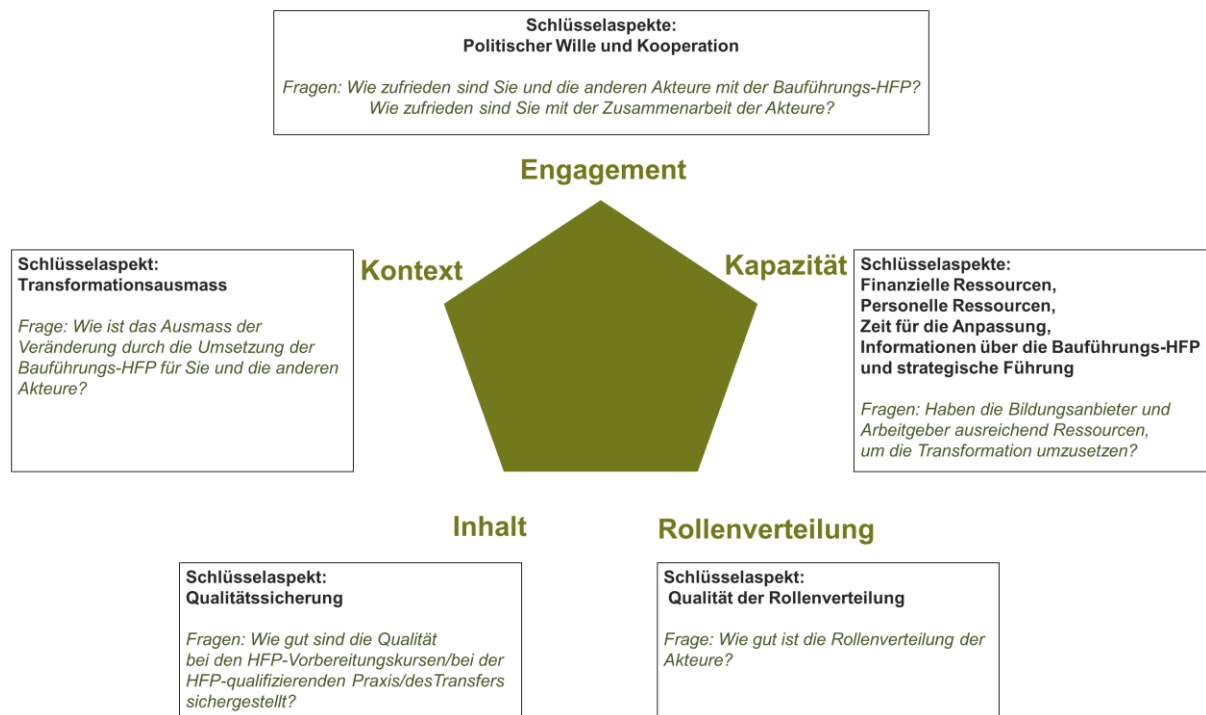 Schlüsselaspekte:
Politischer Wille und Kooperation
Fragen: Wie zufrieden sind Sie und die anderen Akteure mit der Bauführungs-HFP?
Wie zufrieden sind Sie mit der Zusammenarbeit der Akteure?
Engagement
Kontext
Schlüsselaspekt:
Transformationsausmass
Frage: Wie ist das Ausmass der
Veränderung durch die Umsetzung der
Bauführungs-HFP für Sie und die anderen
Akteure?
Kapazität
Schlüsselaspekte:
Finanzielle Ressourcen,
Personelle Ressourcen,
Zeit für die Anpassung,
Informationen über die Bauführungs-HFP
und strategische Führung
Fragen: Haben die Bildungsanbieter und
Arbeitgeber ausreichend Ressourcen,
um die Transformation umzusetzen?
Inhalt
Schlüsselaspekt:
Qualitätssicherung
Fragen: Wie gut sind die Qualität
bei den HFP-Vorbereitungskursen/bei der
HFP-qualifizierenden Praxis/desTransfers
sichergestellt?
Rollenverteilung
Schlüsselaspekt:
Qualität der Rollenverteilung
Frage: Wie gut ist die Rollenverteilung der
Akteure?